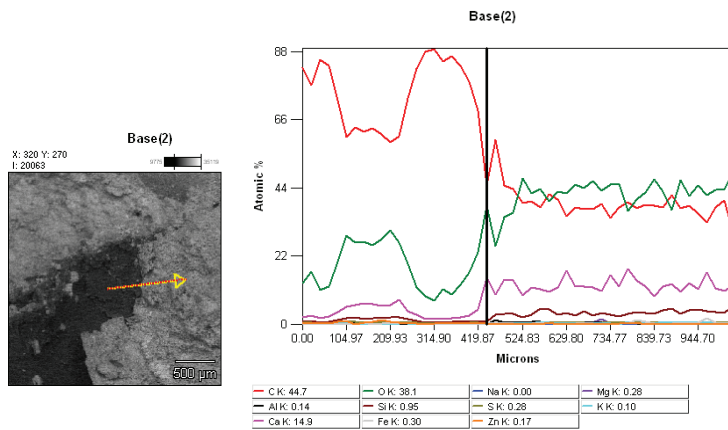 Base(2)
X: 320 Y: 270
I: 20063
500 µm
Base(2)
Atomic %
88
66
44
22
0
0.00 104.97 209.93 314.90 419.87 524.83 629.80 734.77 839.73 944.70
Microns
C K: 44.7 O K: 38.1 Na K: 0.00 Mg K: 0.28
Al K: 0.14 Si K: 0.95 S K: 0.28 K K: 0.10
Ca K: 14.9 Fe K: 0.30 Zn K: 0.17